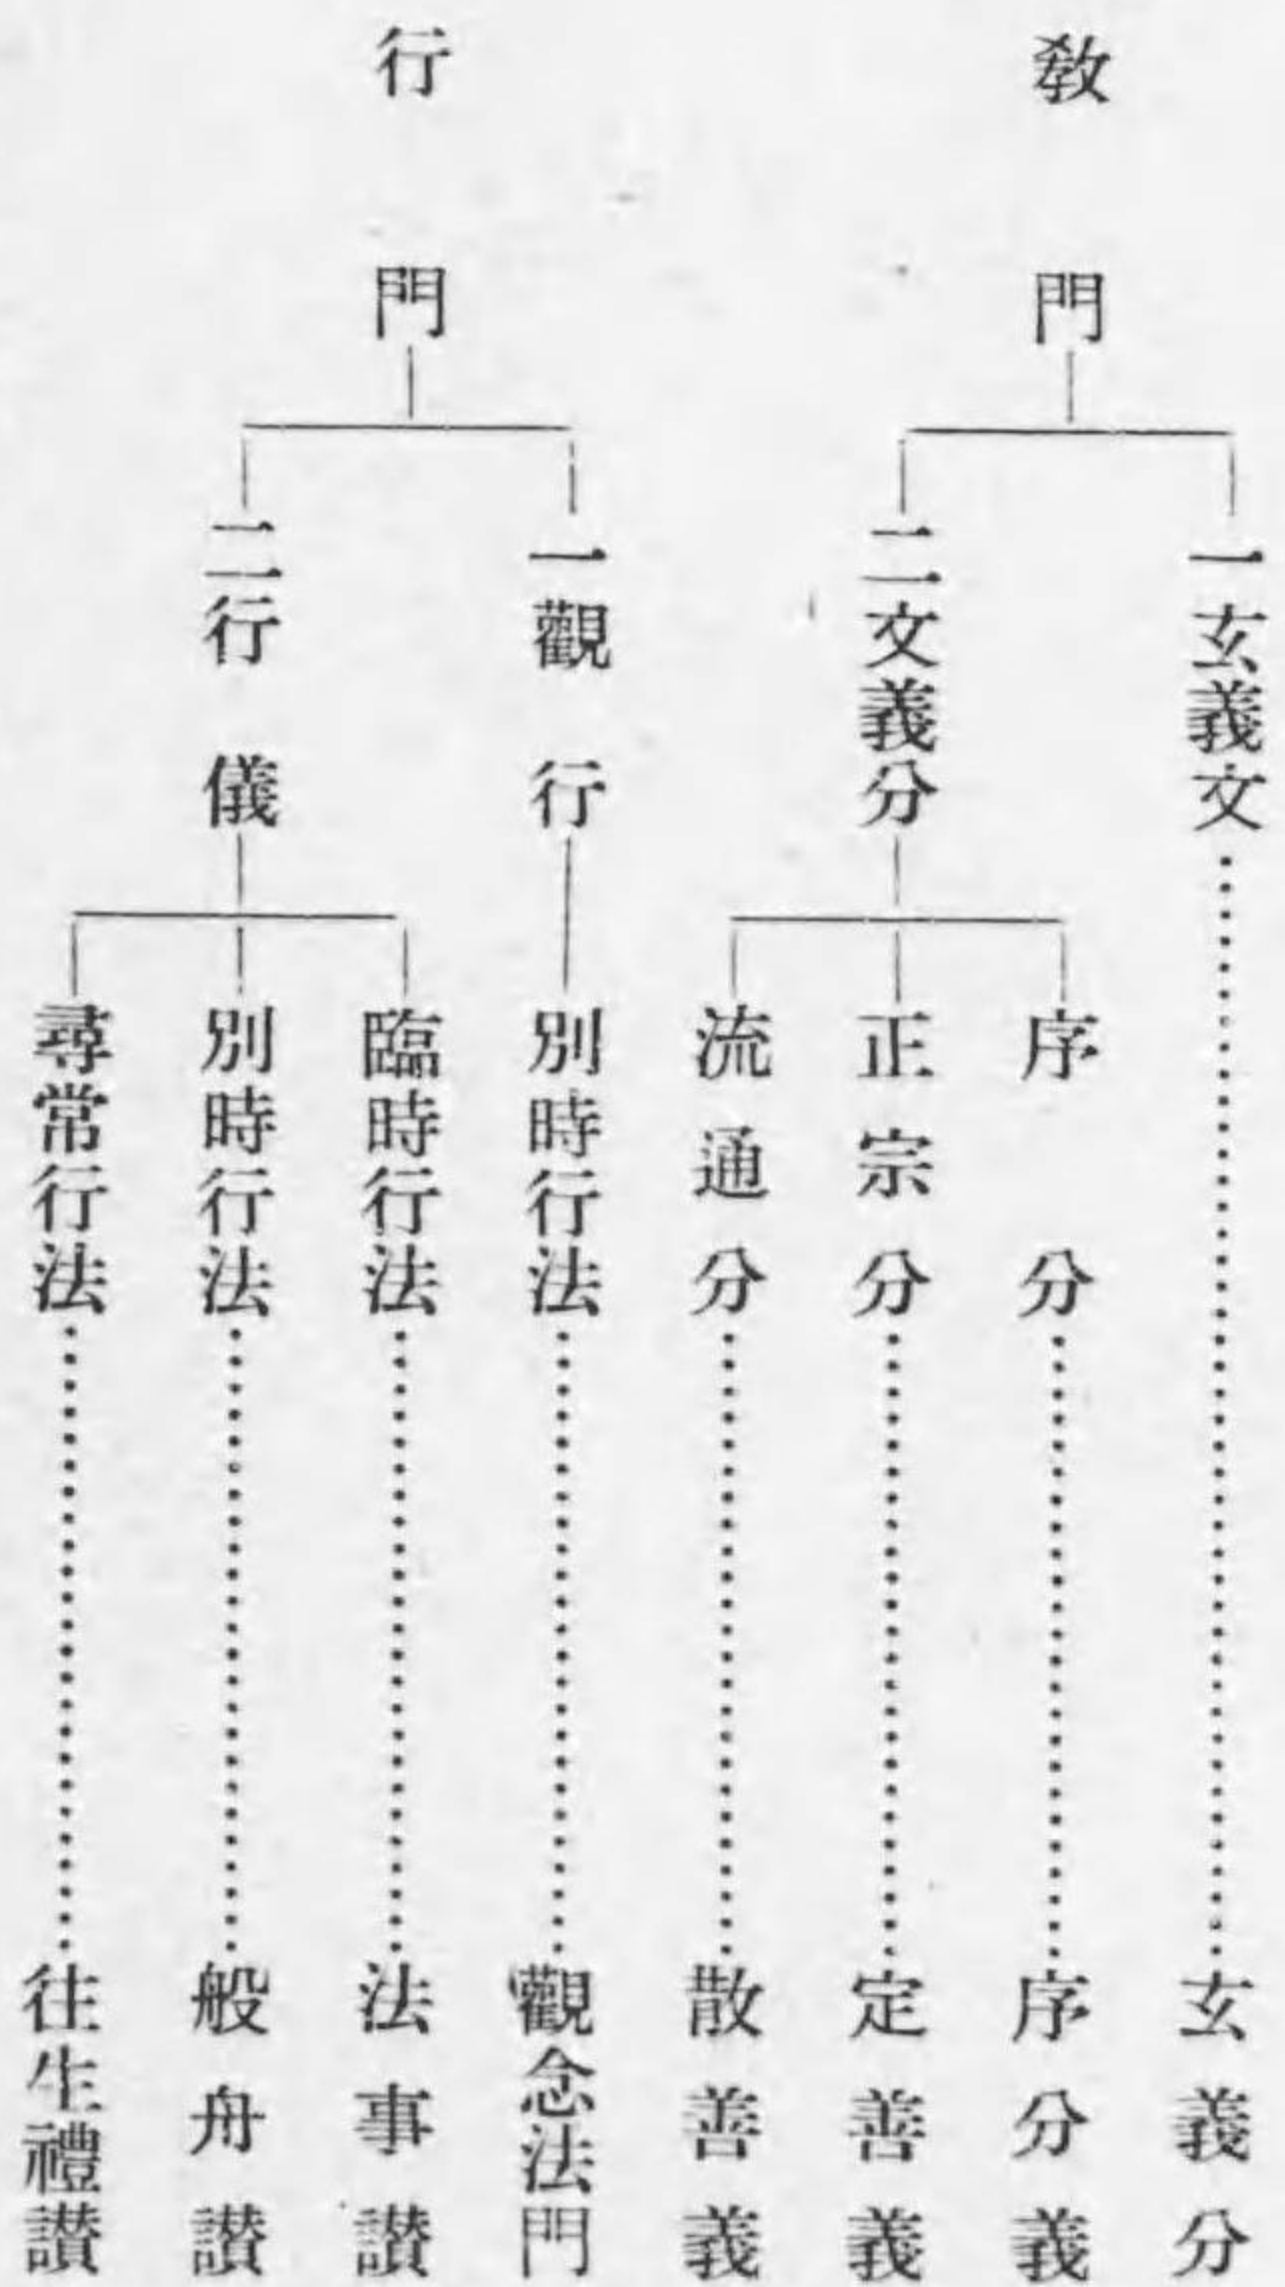 教門
一玄義文……玄義分
二文義分
序分……序分義
正宗分……定善義
流通分……散善義
行門
一觀行
別時行法……觀念法門
二行儀
臨時行法……法事讃
別時行法……般舟讃
尋常行法……往生禮讃